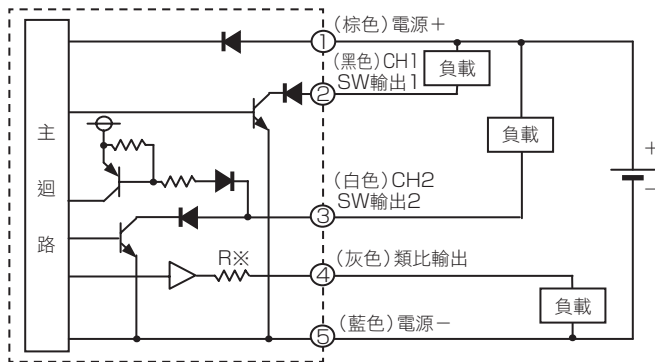 (棕色)電源+
①
(黑色)CH1
SW輸出1
②
負載
負載
主
迴
路
+
−
(白色)CH2
SW輸出2
③
R※
④
(灰色)類比輸出
負載
⑤
(藍色)電源−